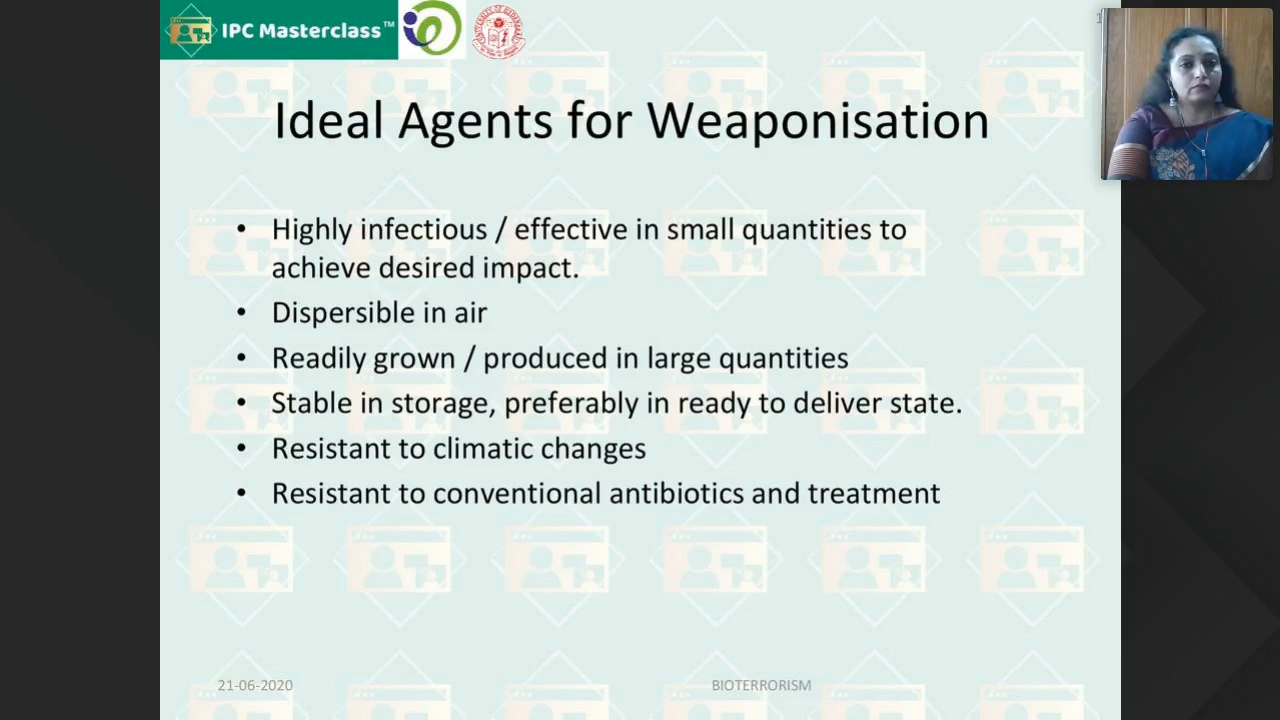 IPC Masterclass™
Ideal Agents for Weaponisation
• Highly infectious / effective in small quantities to
achieve desired impact.
• Dispersible in air
• Readily grown / produced in large quantities
• Stable in storage, preferably in ready to deliver state.
• Resistant to climatic changes
• Resistant to conventional antibiotics and treatment
21-06-2020
BIOTERRORISM